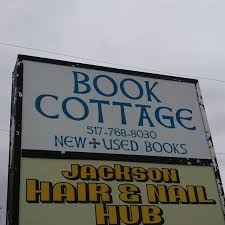 BOOK
COTTAGE
517-768-8030
NEW + USED BOOKS
JACKSON
HAIR & NAIL
HUB